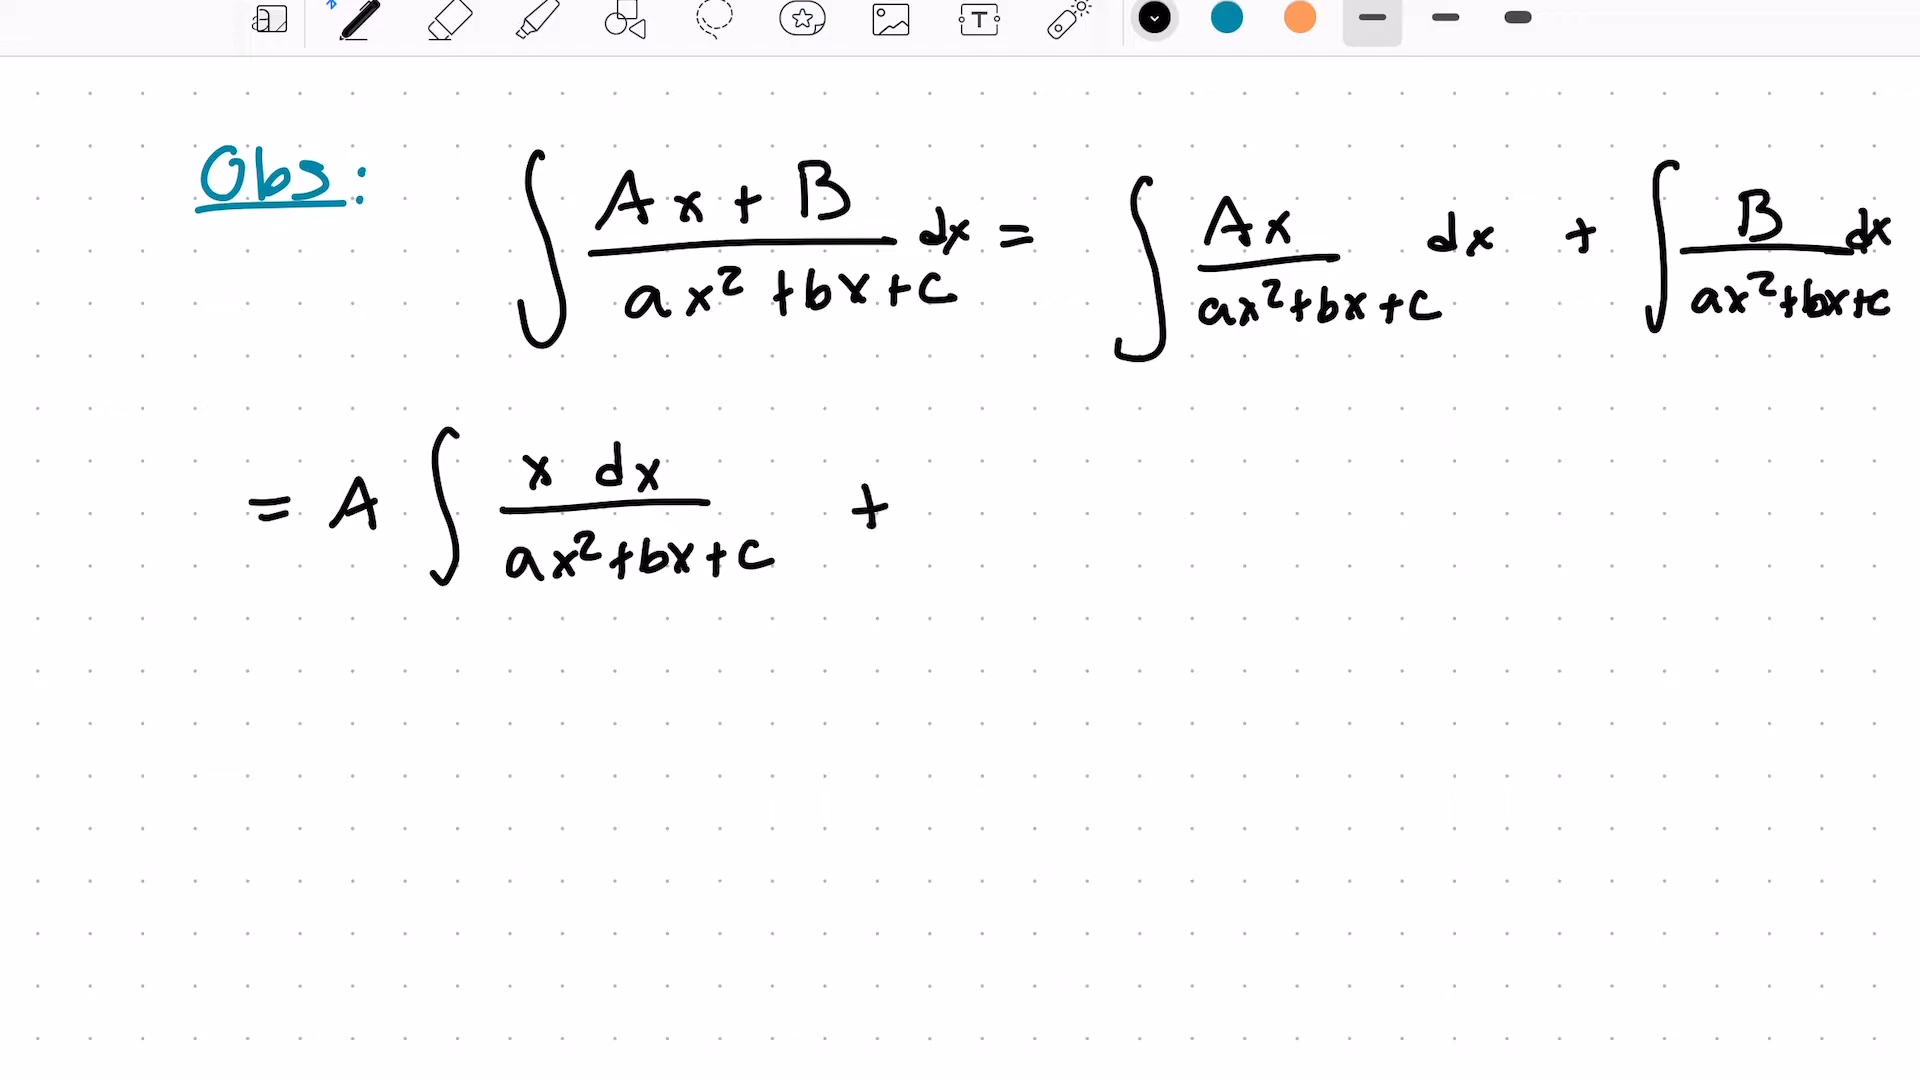 Obs: ∫ (Ax + B)/(ax² + bx + c) dx = ∫ Ax/(ax² + bx + c) dx + ∫ B/(ax² + bx + c) dx
= A ∫ (x dx)/(ax² + bx + c) +